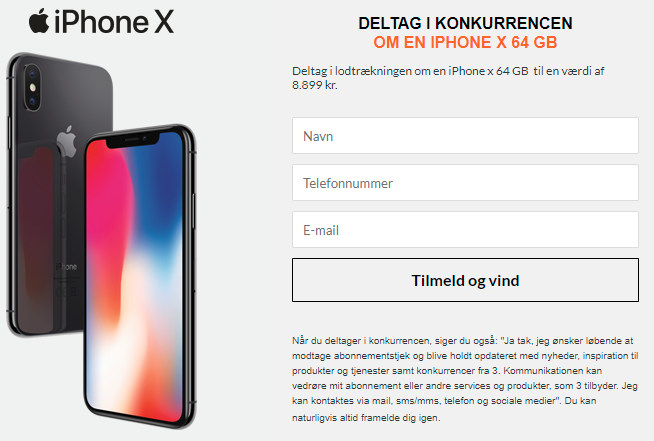 iPhone X
DELTAG I KONKURRENCEN
OM EN IPHONE X 64 GB
Deltag i lodtrækningen om en iPhone x 64 GB til en værdi af
8.899 kr.
Navn
Telefonnummer
E-mail
Tilmeld og vind
Når du deltager i konkurrencen, siger du også: "Ja tak, jeg ønsker løbende at
modtage abonnementstjek og blive holdt opdateret med nyheder, inspiration til
produkter og tjenester samt konkurrencer fra 3. Kommunikationen kan
vedrøre mit abonnement eller andre services og produkter, som 3 tilbyder. Jeg
kan kontaktes via mail, sms/mms, telefon og sociale medier". Du kan
naturligvis altid framelde dig igen.
iPhone